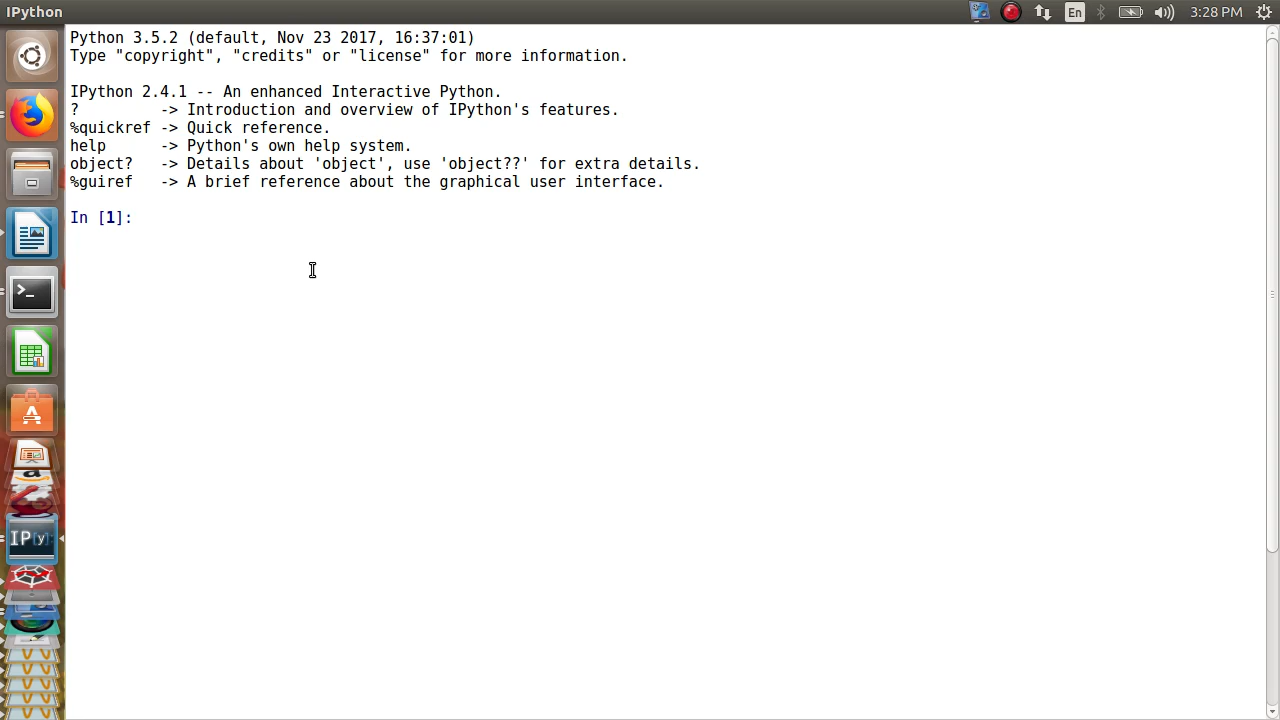 IPython
En
3:28 PM
Python 3.5.2 (default, Nov 23 2017, 16:37:01)
Type "copyright", "credits" or "license" for more information.
IPython 2.4.1 -- An enhanced Interactive Python.
?         -> Introduction and overview of IPython's features.
%quickref -> Quick reference.
help      -> Python's own help system.
object?   -> Details about 'object', use 'object??' for extra details.
%guiref   -> A brief reference about the graphical user interface.
In [1]:
IP[y]: